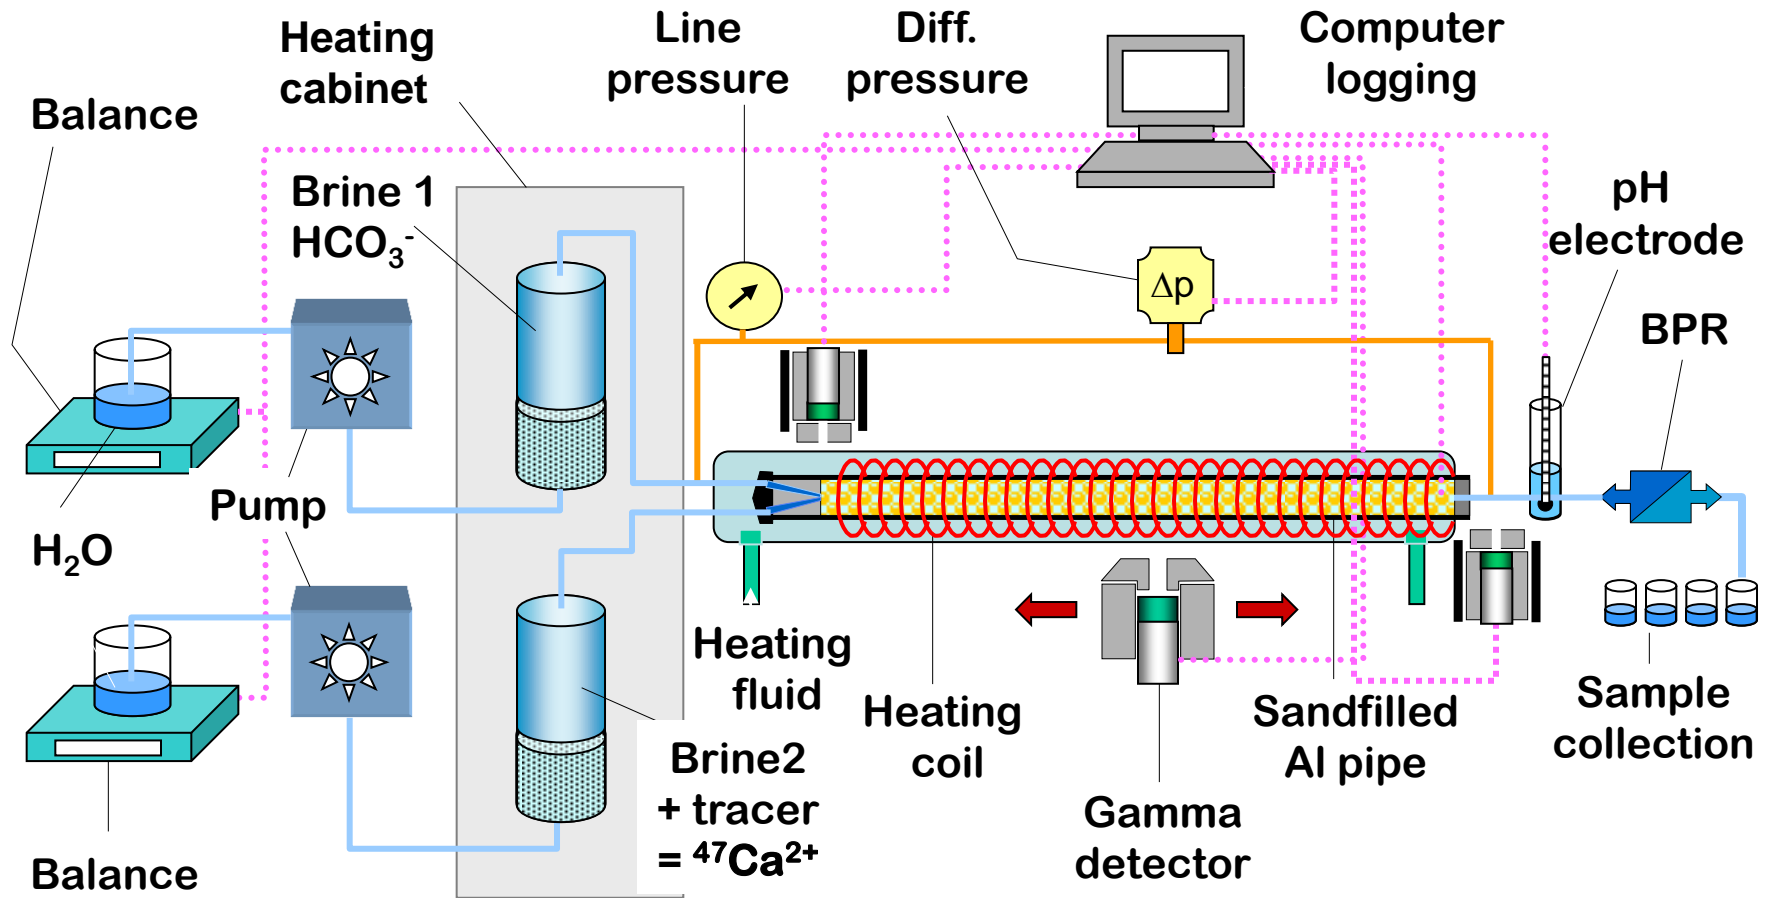 Heating
cabinet
Line
pressure
Diff.
pressure
Computer
logging
Balance
Brine 1
HCO₃⁻
pH
electrode
Δp
BPR
Pump
H₂O
Heating
fluid
Heating
coil
Sandfilled
Al pipe
Sample
collection
Brine2
+ tracer
= ⁴⁷Ca²⁺
Gamma
detector
Balance